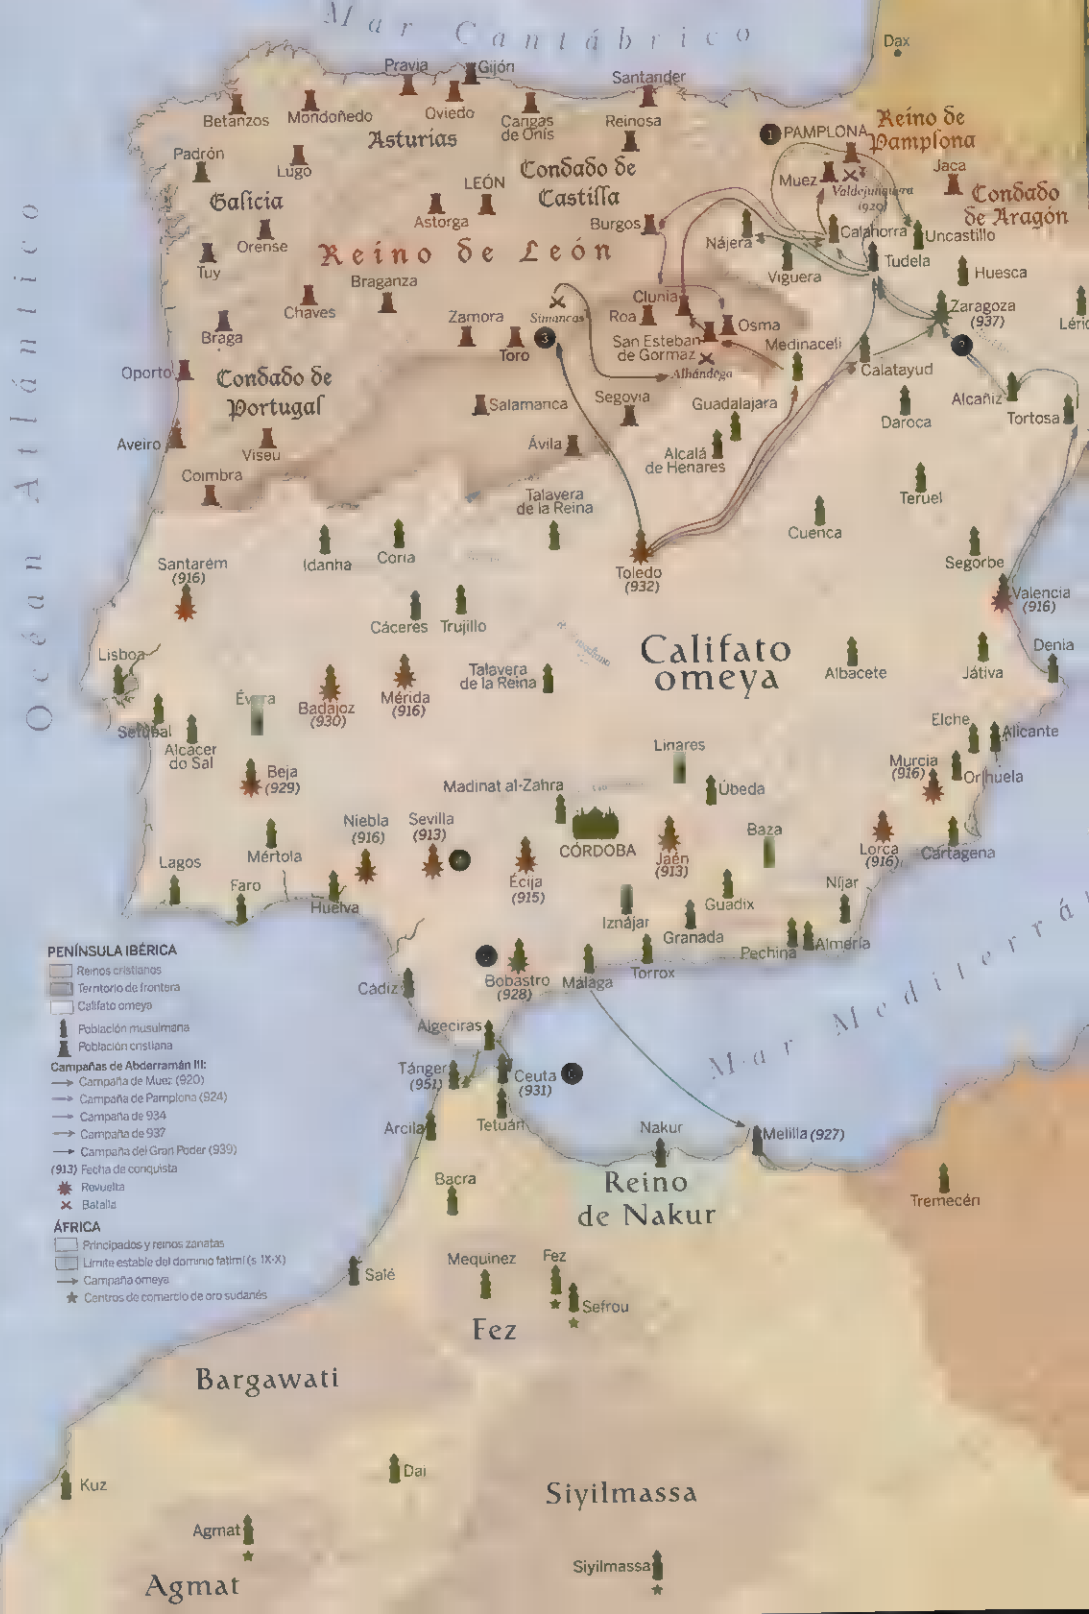 Mar Cantábrico
Océano Atlántico
Dax
Pravia
Gijón
Santander
Betanzos
Mondoñedo
Oviedo
Cangas
de Onís
Reinosa
Asturias
1
PAMPLONA
Reino de
Pamplona
Padrón
Lugo
Condado de
Castilla
Muez
Valdejunquera
(920)
Jaca
Condado
de Aragón
Galicia
LEÓN
Astorga
Burgos
Nájera
Calahorra
Uncastillo
Orense
Tuy
Reino de León
Viguera
Tudela
Huesca
Chaves
Braganza
Clunia
Zaragoza
(937)
Braga
Zamora
Toro
Simancas
3
Roa
Osma
San Esteban
de Gormaz
Medinaceli
2
Oporto
Condado de
Portugal
Alhándega
Calatayud
Alcañiz
Tortosa
Salamanca
Segovia
Guadalajara
Daroca
Aveiro
Viseu
Ávila
Alcalá
de Henares
Coimbra
Talavera
de la Reina
Teruel
Cuenca
Santarém
(916)
Idanha
Coria
Toledo
(932)
Segorbe
Valencia
(916)
Cáceres
Trujillo
Califato
omeya
Denia
Lisboa
Badajoz
(930)
Mérida
(916)
Talavera
de la Reina
Albacete
Játiva
Setúbal
Évora
Alcacer
do Sal
Elche
Alicante
Linares
Beja
(929)
Madinat al-Zahra
Úbeda
Murcia
(916)
Orihuela
Niebla
(916)
Sevilla
(913)
CÓRDOBA
Jaén
(913)
Baza
Lorca
(916)
Cartagena
Lagos
Mértola
Écija
(915)
Faro
Huelva
Iznájar
Guadix
Níjar
Granada
Pechina
Almería
Cádiz
Bobastro
(928)
Málaga
Torrox
Algeciras
Tánger
(951)
Ceuta
(931)
Arcila
Tetuán
Nakur
Melilla (927)
Reino
de Nakur
Tremecén
Bacra
Salé
Mequinez
Fez
Sefrou
Fez
Bargawati
Kuz
Dai
Siyilmassa
Agmat
Siyilmassa
Agmat
PENÍNSULA IBÉRICA
Reinos cristianos
Territorio de frontera
Califato omeya
Población musulmana
Población cristiana
Campañas de Abderramán III:
Campaña de Muez (920)
Campaña de Pamplona (924)
Campaña de 934
Campaña de 937
Campaña del Gran Poder (939)
(913) Fecha de conquista
Revuelta
Batalla
ÁFRICA
Principados y reinos zanatas
Límite estable del dominio fatimí (s IX-X)
Campaña omeya
Centros de comercio de oro sudanés